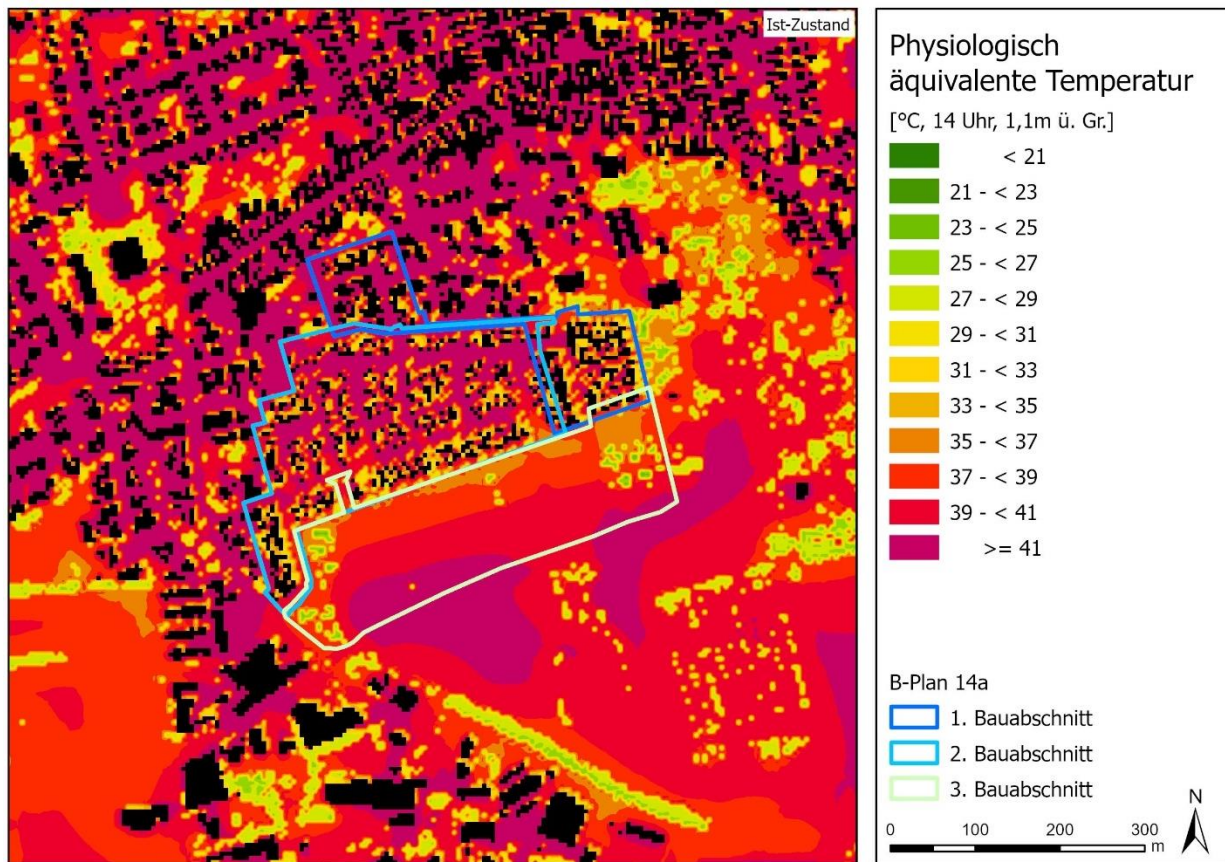 Ist-Zustand
Physiologisch
äquivalente Temperatur
[°C, 14 Uhr, 1,1m ü. Gr.]
< 21
21 - < 23
23 - < 25
25 - < 27
27 - < 29
29 - < 31
31 - < 33
33 - < 35
35 - < 37
37 - < 39
39 - < 41
>= 41
B-Plan 14a
1. Bauabschnitt
2. Bauabschnitt
3. Bauabschnitt
N
0 100 200 300
m